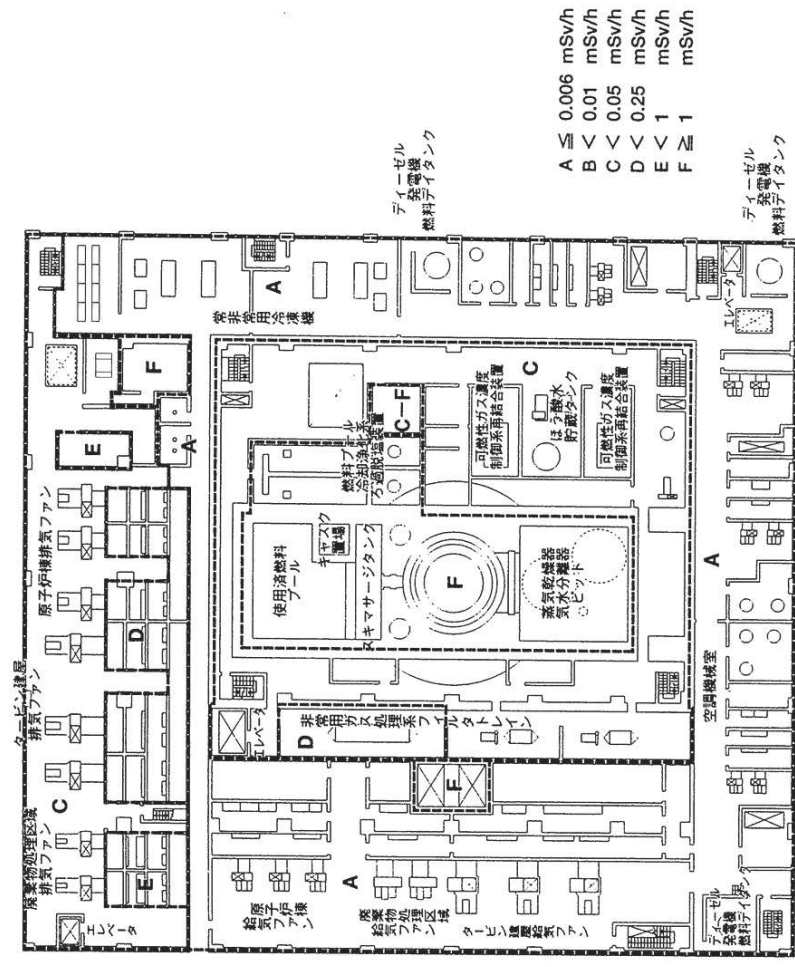 A ≦ 0.006 mSv/h
B < 0.01 mSv/h
C < 0.05 mSv/h
D < 0.25 mSv/h
E < 1 mSv/h
F ≧ 1 mSv/h
廃棄物処理区域
排気ファン
タービン建屋
排気ファン
原子炉棟排気ファン
C
E
D
E
F
A
エレベータ
常非常用冷凍機
A
ディーゼル
発電機
燃料デイタンク
エレベータ
非常用ガス処理系フィルタトレイン
D
使用済燃料
プール
キャスク
置場
スキマサージタンク
燃料プール
冷却浄化系
ろ過脱塩装置
C-F
F
蒸気乾燥器
気水分離器
ピット
可燃性ガス濃度
制御系再結合装置
C
ほう酸水
貯蔵タンク
可燃性ガス濃度
制御系再結合装置
F
A
原子炉棟
給気ファン
廃棄物処理区域
給気ファン
タービン建屋給気ファン
空調機械室
A
エレベータ
ディーゼル
発電機
燃料デイタンク
ディーゼル
発電機
燃料デイタンク